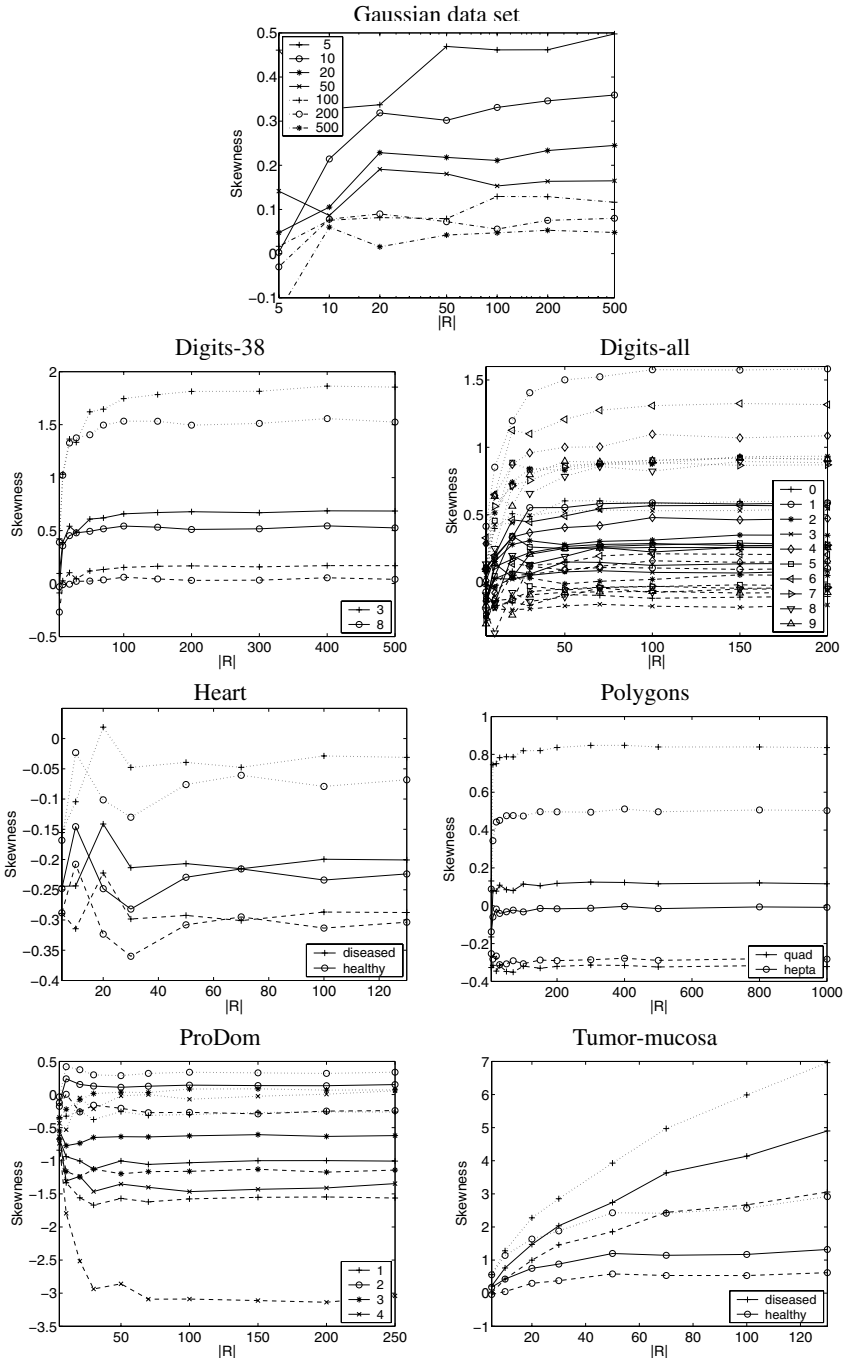 Gaussian data set
0.5
0.4
0.3
0.2
0.1
0
−0.1
Skewness
5
10
20
50
100
200
500
5 10 20 50 100 200 500
|R|
Digits-38
2
1.5
1
0.5
0
−0.5
Skewness
3
8
100 200 300 400 500
|R|
Digits-all
1.5
1
0.5
0
Skewness
0
1
2
3
4
5
6
7
8
9
50 100 150 200
|R|
Heart
0
−0.05
−0.1
−0.15
−0.2
−0.25
−0.3
−0.35
−0.4
Skewness
diseased
healthy
20 40 60 80 100 120
|R|
Polygons
1
0.8
0.6
0.4
0.2
0
−0.2
−0.4
Skewness
quad
hepta
200 400 600 800 1000
|R|
ProDom
0.5
0
−0.5
−1
−1.5
−2
−2.5
−3
−3.5
Skewness
1
2
3
4
50 100 150 200 250
|R|
Tumor-mucosa
7
6
5
4
3
2
1
0
−1
Skewness
diseased
healthy
20 40 60 80 100 120
|R|